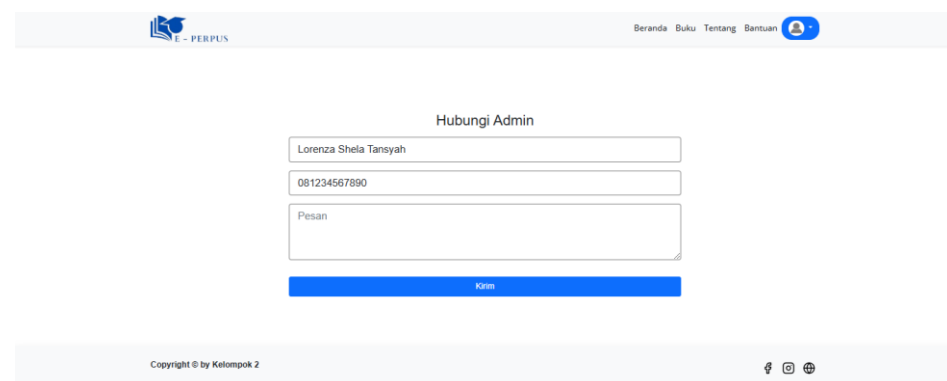 E - PERPUS
Beranda Buku Tentang Bantuan
Hubungi Admin
Lorenza Shela Tansyah
081234567890
Pesan
Kirim
Copyright © by Kelompok 2